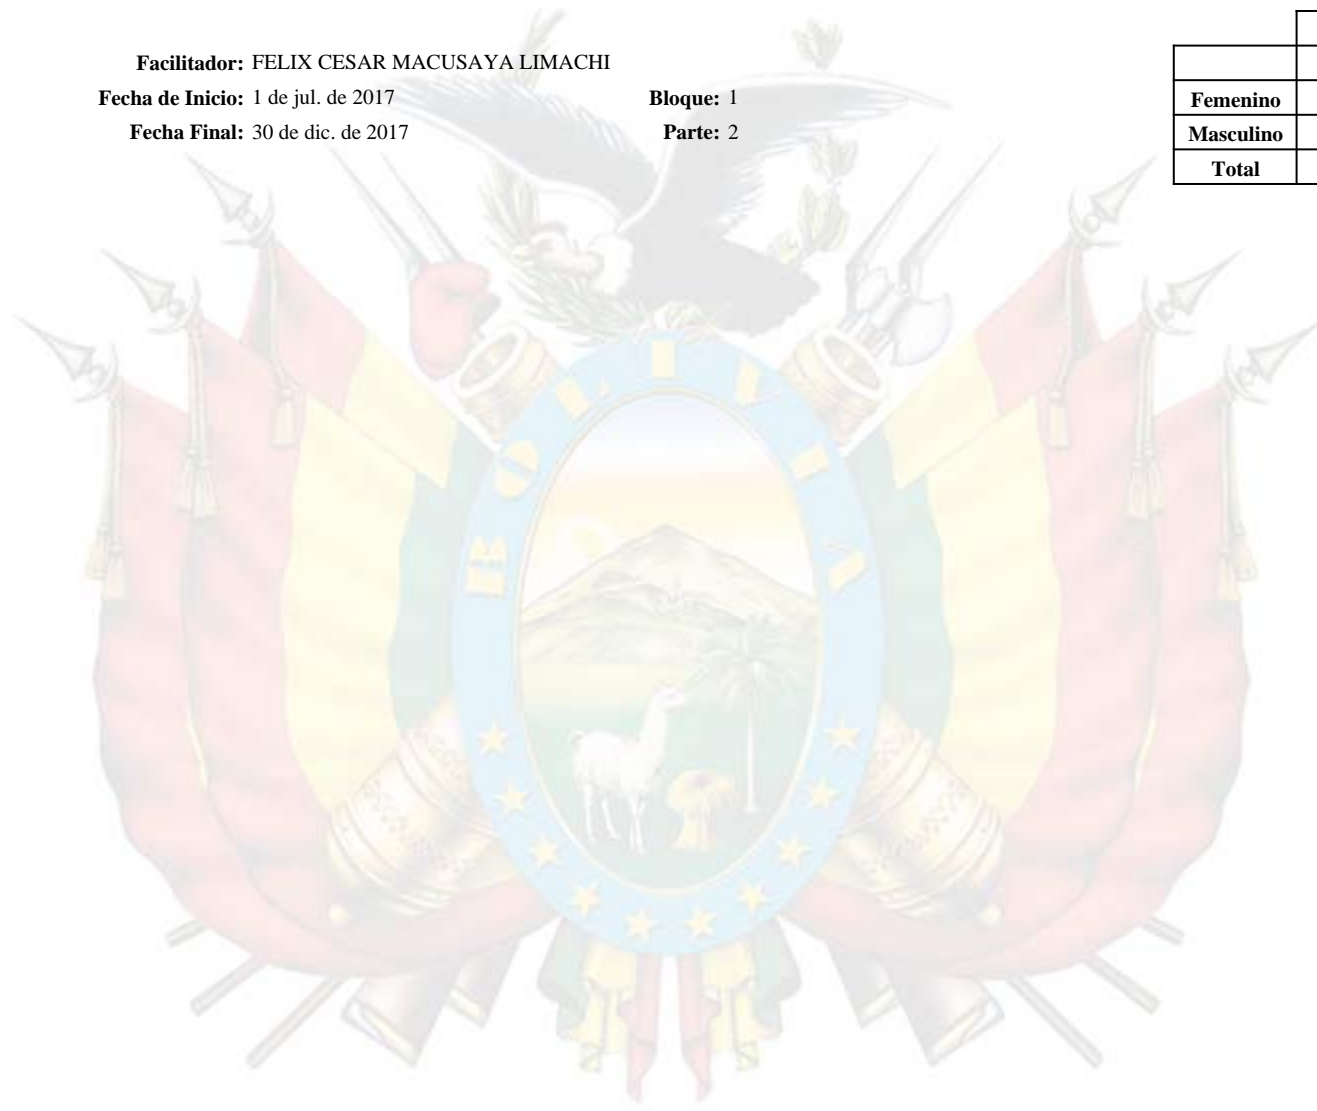 Facilitador: FELIX CESAR MACUSAYA LIMACHI
Fecha de Inicio: 1 de jul. de 2017 Bloque: 1
Fecha Final: 30 de dic. de 2017 Parte: 2
Femenino
Masculino
Total
BOLIVIA